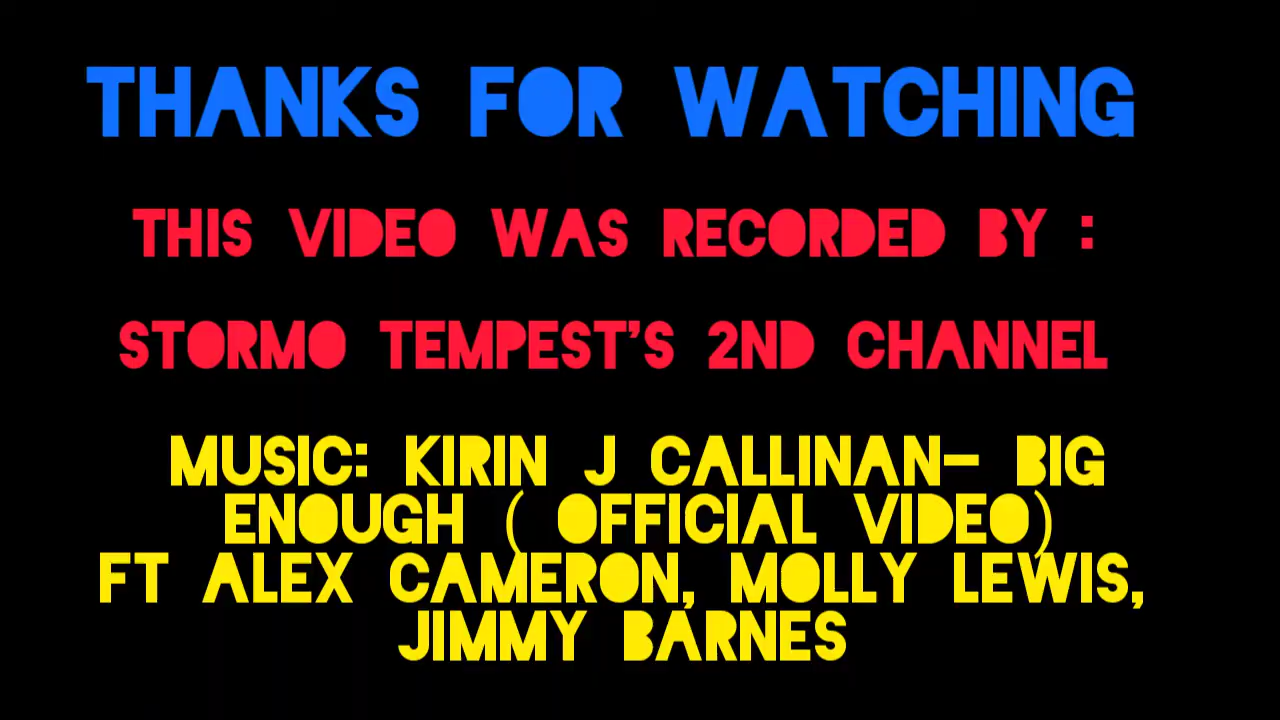 THANKS FOR WATCHING
THIS VIDEO WAS RECORDED BY :
STORMO TEMPEST'S 2ND CHANNEL
MUSIC: KIRIN J CALLINAN- BIG
ENOUGH ( OFFICIAL VIDEO)
FT ALEX CAMERON, MOLLY LEWIS,
JIMMY BARNES